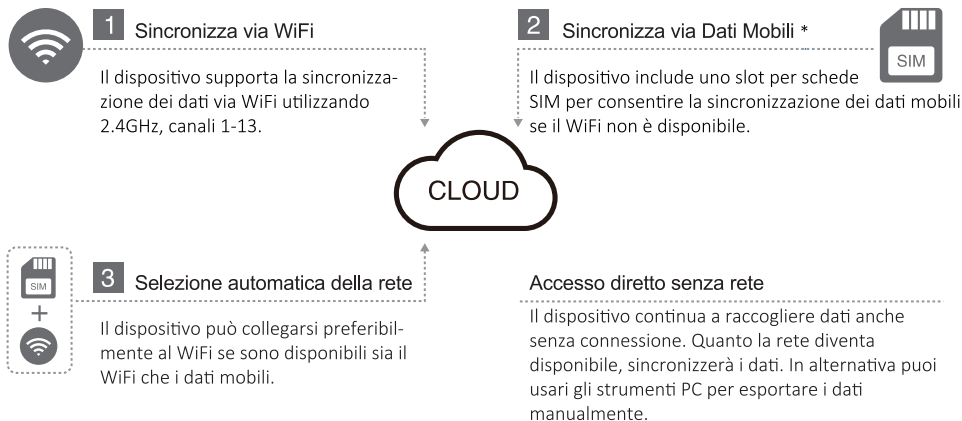 1 Sincronizza via WiFi
Il dispositivo supporta la sincronizza-
zione dei dati via WiFi utilizzando
2.4GHz, canali 1-13.
2 Sincronizza via Dati Mobili *
SIM
Il dispositivo include uno slot per schede
SIM per consentire la sincronizzazione dei dati mobili
se il WiFi non è disponibile.
CLOUD
SIM
+
3 Selezione automatica della rete
Il dispositivo può collegarsi preferibil-
mente al WiFi se sono disponibili sia il
WiFi che i dati mobili.
Accesso diretto senza rete
Il dispositivo continua a raccogliere dati anche
senza connessione. Quanto la rete diventa
disponibile, sincronizzerà i dati. In alternativa puoi
usari gli strumenti PC per esportare i dati
manualmente.